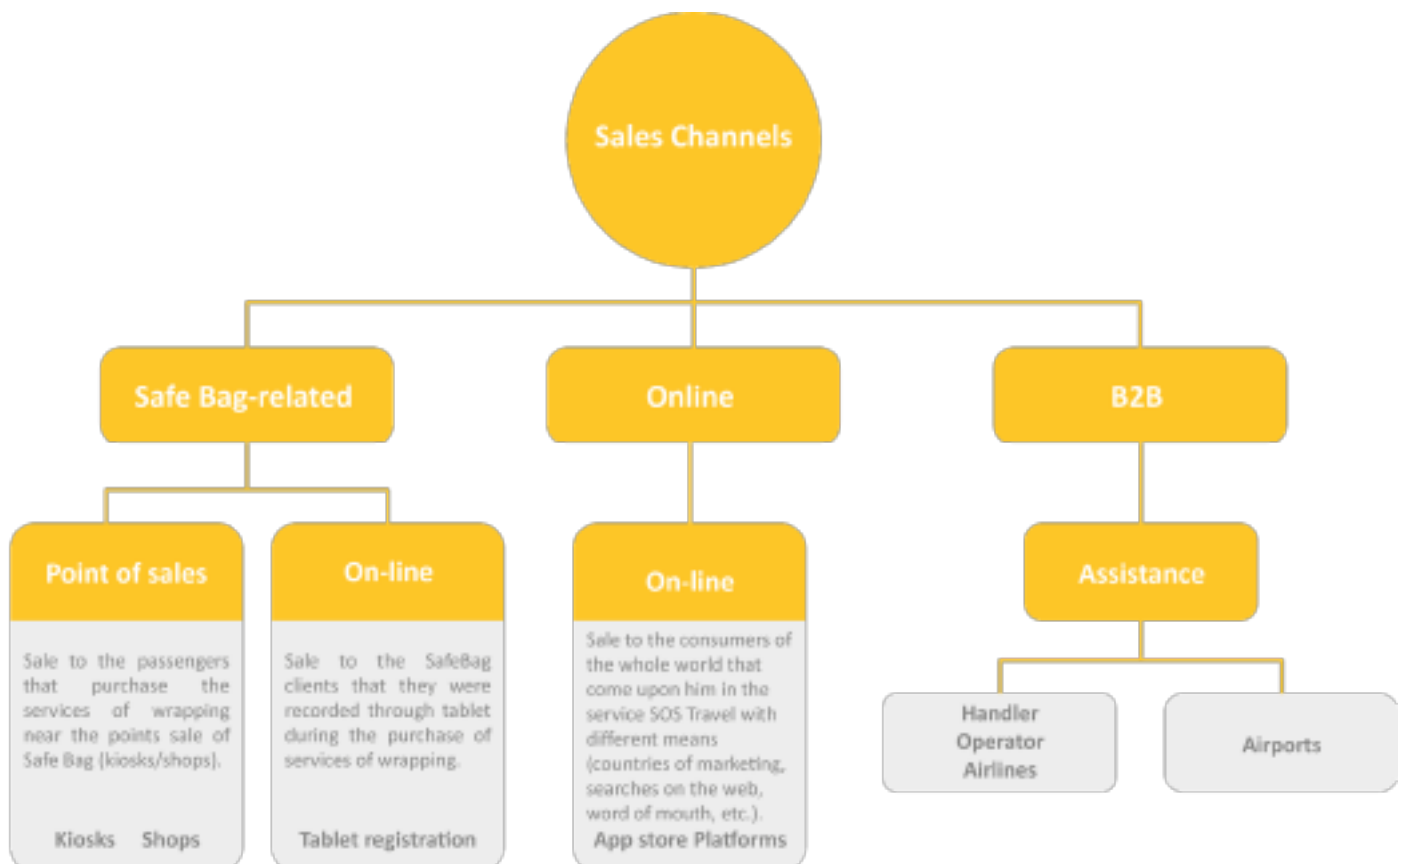 Sales Channels
Safe Bag-related
Online
B2B
Point of sales
Sale to the passengers
that purchase the
services of wrapping
near the points sale of
Safe Bag (kiosks/shops).
Kiosks Shops
On-line
Sale to the SafeBag
clients that they were
recorded through tablet
during the purchase of
services of wrapping.
Tablet registration
On-line
Sale to the consumers of
the whole world that
come upon him in the
service SOS Travel with
different means
(countries of marketing,
searches on the web,
word of mouth, etc.).
App store Platforms
Assistance
Handler
Operator
Airlines
Airports